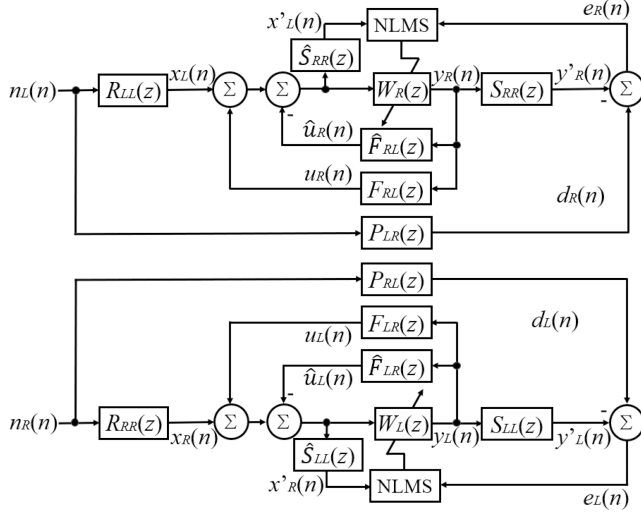 x'L(n) NLMS eR(n)
ŜRR(z)
nL(n) RLL(z) xL(n) Σ Σ WR(z) yR(n) SRR(z) y'R(n) Σ
- -
ûR(n) F̂RL(z)
uR(n) FRL(z) dR(n)
PLR(z)
PRL(z)
uL(n) FLR(z) dL(n)
ûL(n) F̂LR(z)
- -
nR(n) RRR(z) xR(n) Σ Σ WL(z) yL(n) SLL(z) y'L(n) Σ
ŜLL(z)
x'R(n) NLMS eL(n)